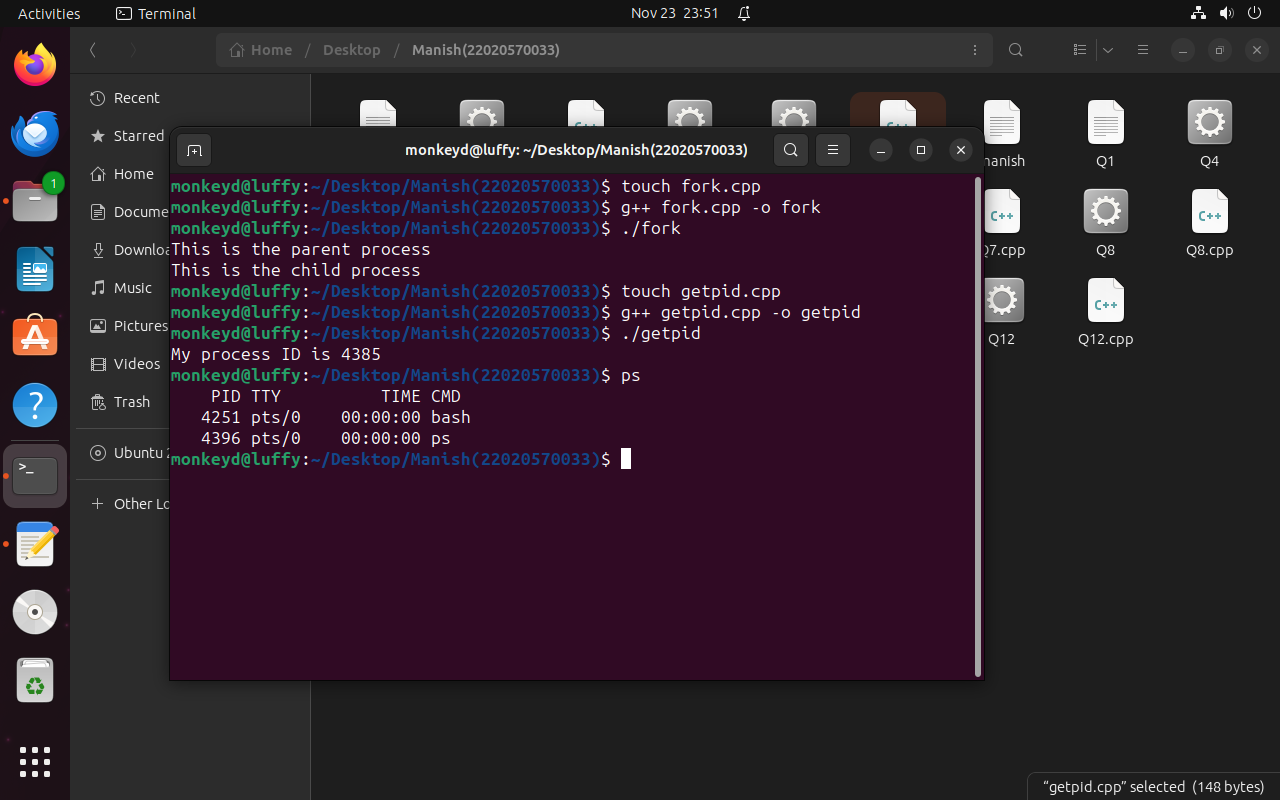 Activities
Terminal
Nov 23 23:51
Home / Desktop / Manish(22020570033)
Recent
Starred
Home
Docume
Downloa
Music
Pictures
Videos
Trash
Ubuntu 2
Other Lo
1
C++
manish
Q1
Q4
Q7.cpp
Q8
C++
Q8.cpp
Q12
C++
Q12.cpp
monkeyd@luffy: ~/Desktop/Manish(22020570033)
monkeyd@luffy:~/Desktop/Manish(22020570033)$ touch fork.cpp
monkeyd@luffy:~/Desktop/Manish(22020570033)$ g++ fork.cpp -o fork
monkeyd@luffy:~/Desktop/Manish(22020570033)$ ./fork
This is the parent process
This is the child process
monkeyd@luffy:~/Desktop/Manish(22020570033)$ touch getpid.cpp
monkeyd@luffy:~/Desktop/Manish(22020570033)$ g++ getpid.cpp -o getpid
monkeyd@luffy:~/Desktop/Manish(22020570033)$ ./getpid
My process ID is 4385
monkeyd@luffy:~/Desktop/Manish(22020570033)$ ps
PID TTY TIME CMD
4251 pts/0 00:00:00 bash
4396 pts/0 00:00:00 ps
monkeyd@luffy:~/Desktop/Manish(22020570033)$
"getpid.cpp" selected (148 bytes)